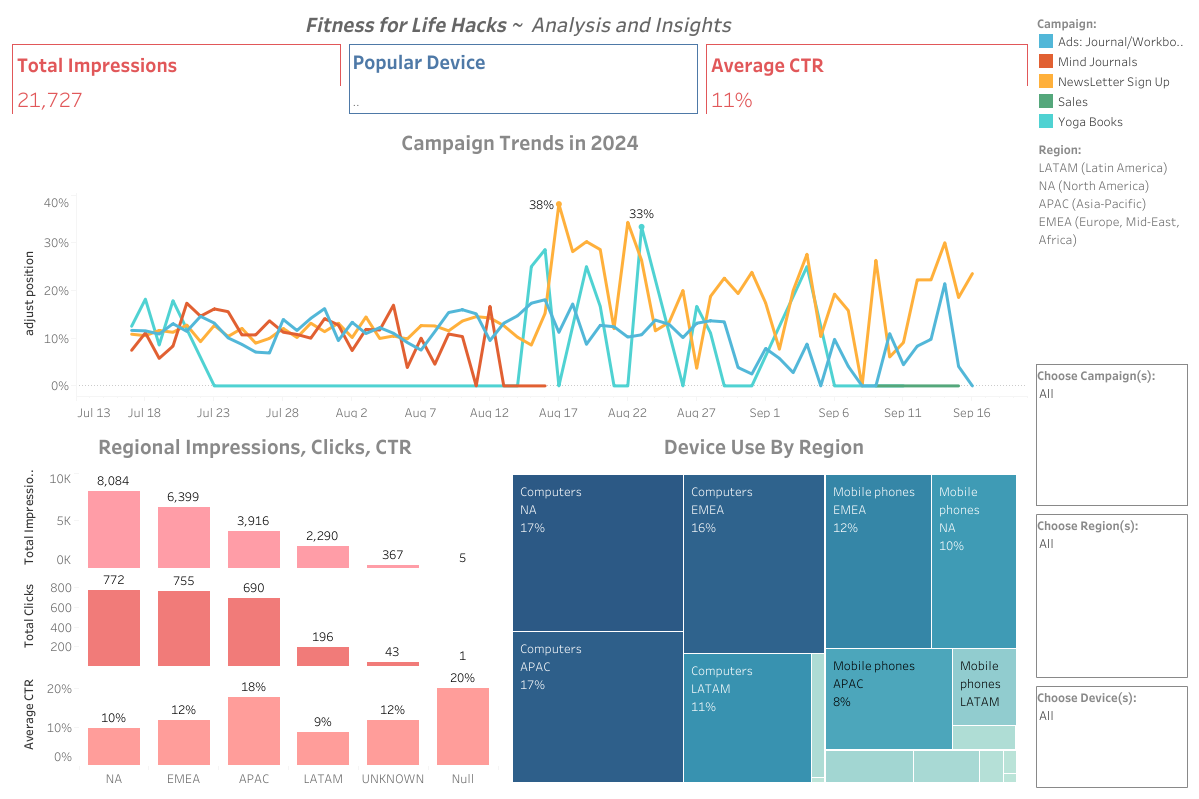 Fitness for Life Hacks ~ Analysis and Insights
Total Impressions
21,727
Popular Device
..
Average CTR
11%
Campaign:
Ads: Journal/Workbo..
Mind Journals
NewsLetter Sign Up
Sales
Yoga Books
Region:
LATAM (Latin America)
NA (North America)
APAC (Asia-Pacific)
EMEA (Europe, Mid-East,
Africa)
Campaign Trends in 2024
adjust position
40%
30%
20%
10%
0%
38%
33%
Jul 13
Jul 18
Jul 23
Jul 28
Aug 2
Aug 7
Aug 12
Aug 17
Aug 22
Aug 27
Sep 1
Sep 6
Sep 11
Sep 16
Regional Impressions, Clicks, CTR
Total Impressio..
10K
5K
0K
8,084
6,399
3,916
2,290
367
5
Total Clicks
800
600
400
200
772
755
690
196
43
1
Average CTR
20%
10%
0%
10%
12%
18%
9%
12%
20%
NA
EMEA
APAC
LATAM
UNKNOWN
Null
Device Use By Region
Computers
NA
17%
Computers
EMEA
16%
Mobile phones
EMEA
12%
Mobile
phones
NA
10%
Computers
APAC
17%
Computers
LATAM
11%
Mobile phones
APAC
8%
Mobile
phones
LATAM
Choose Campaign(s):
All
Choose Region(s):
All
Choose Device(s):
All